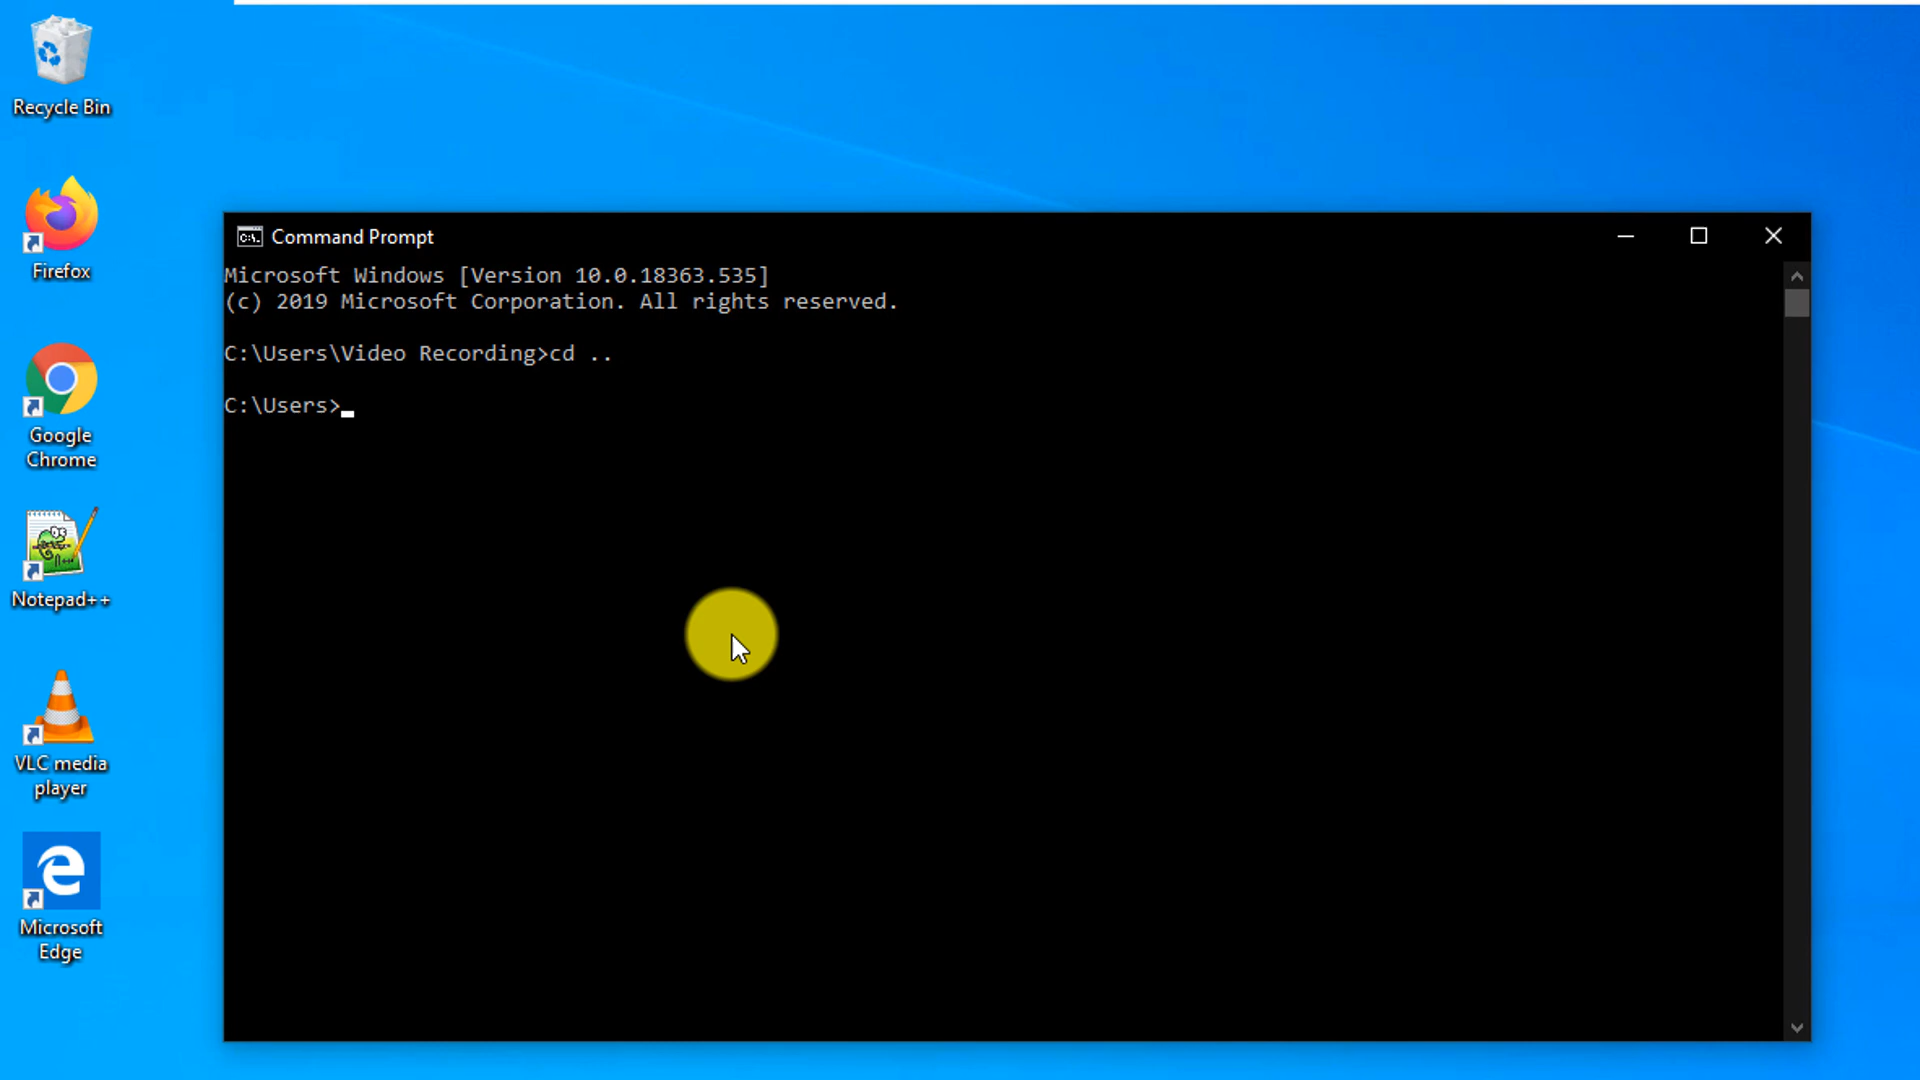 Recycle Bin
Firefox
Google
Chrome
Notepad++
VLC media
player
Microsoft
Edge
C:\. Command Prompt
Microsoft Windows [Version 10.0.18363.535]
(c) 2019 Microsoft Corporation. All rights reserved.
C:\Users\Video Recording>cd ..
C:\Users>